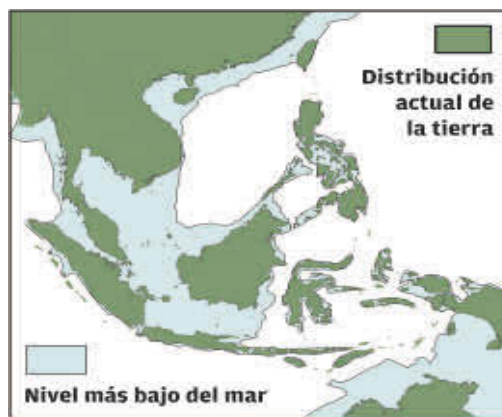 Distribución
actual de
la tierra
Nivel más bajo del mar